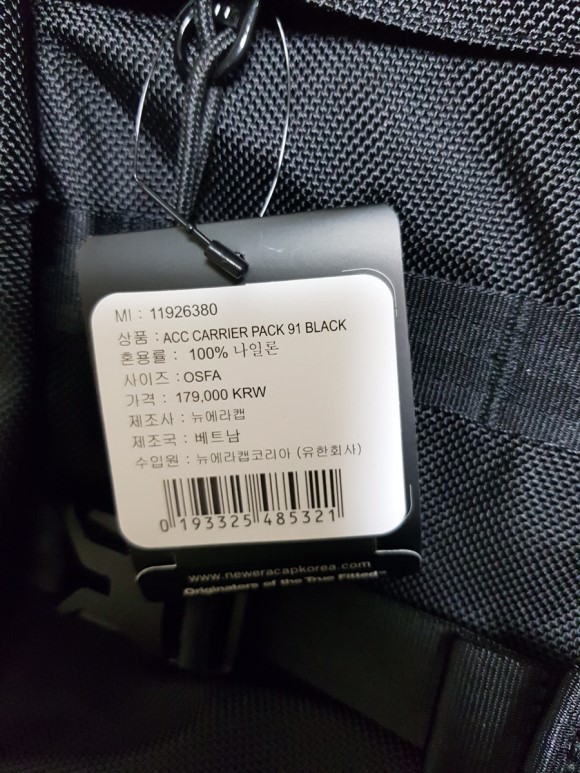 MI : 11926380
상품 : ACC CARRIER PACK 91 BLACK
혼용률 : 100% 나일론
사이즈 : OSFA
가격 : 179,000 KRW
제조사 : 뉴에라캡
제조국 : 베트남
수입원 : 뉴에라캡코리아 (유한회사)
0 193325 485321
www.neweracapkorea.com
Originators of the True Fitted™